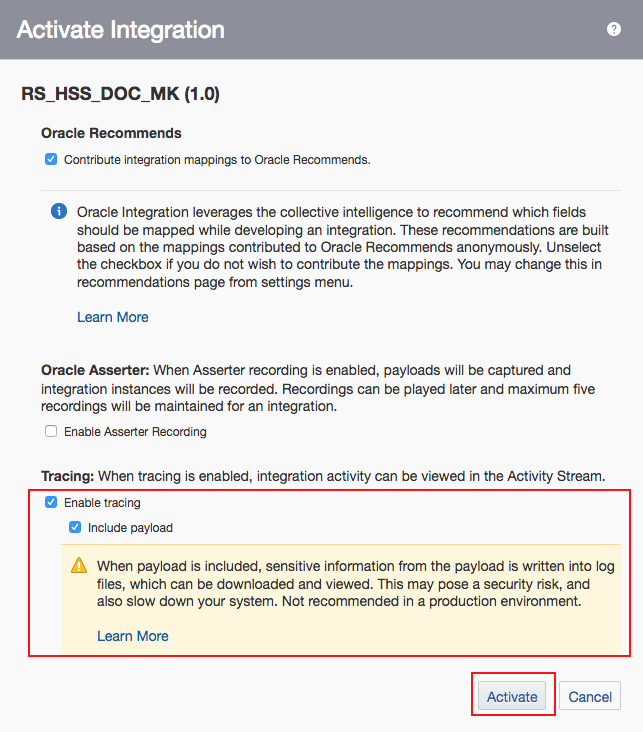 Activate Integration
?
RS_HSS_DOC_MK (1.0)
Oracle Recommends
Contribute integration mappings to Oracle Recommends.
Oracle Integration leverages the collective intelligence to recommend which fields
should be mapped while developing an integration. These recommendations are built
based on the mappings contributed to Oracle Recommends anonymously. Unselect
the checkbox if you do not wish to contribute the mappings. You may change this in
recommendations page from settings menu.
Learn More
Oracle Asserter: When Asserter recording is enabled, payloads will be captured and
integration instances will be recorded. Recordings can be played later and maximum five
recordings will be maintained for an integration.
Enable Asserter Recording
Tracing: When tracing is enabled, integration activity can be viewed in the Activity Stream.
Enable tracing
Include payload
When payload is included, sensitive information from the payload is written into log
files, which can be downloaded and viewed. This may pose a security risk, and
also slow down your system. Not recommended in a production environment.
Learn More
Activate Cancel